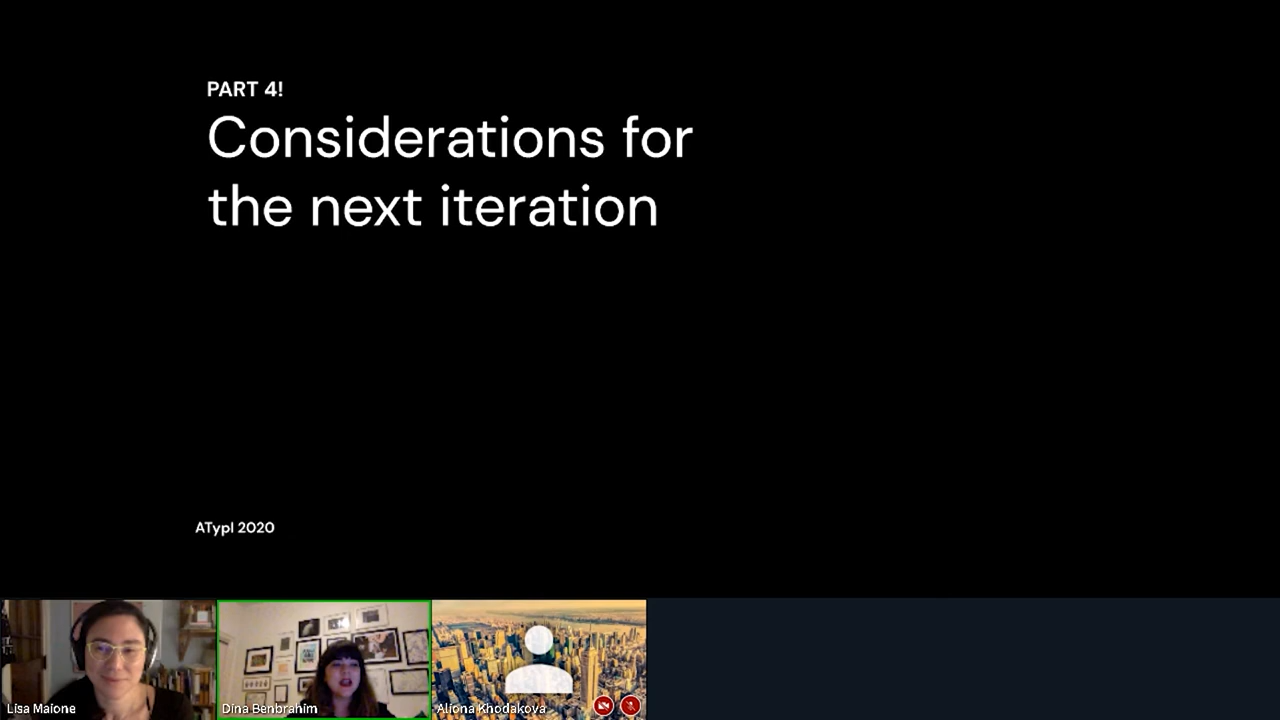 PART 4!
Considerations for
the next iteration
ATypI 2020
Lisa Maione
Dina Benbrahim
Aliona Khodakova